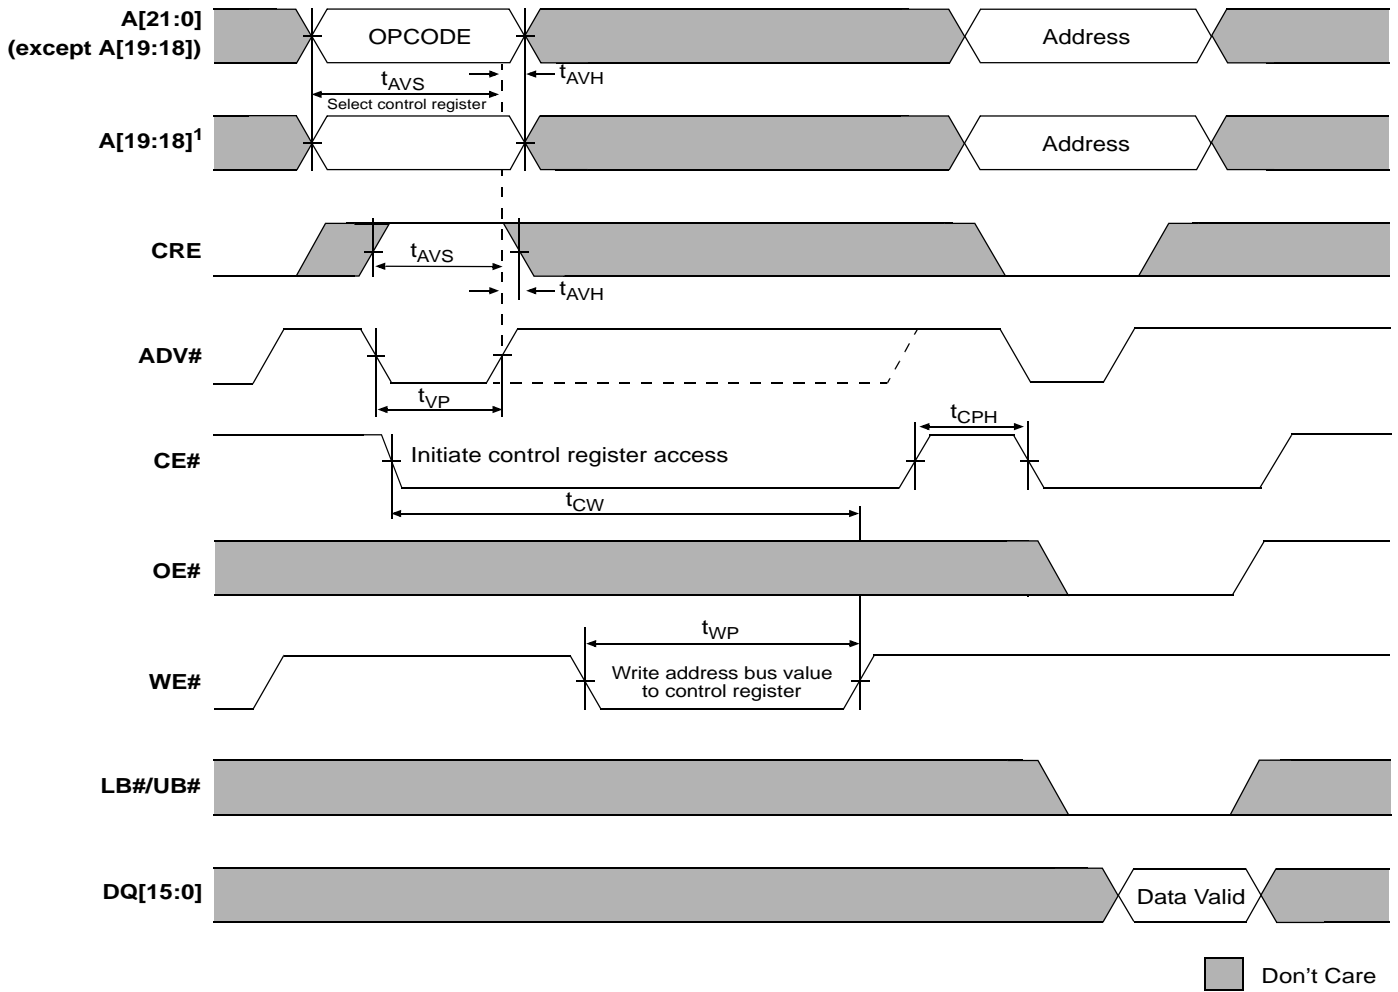 A[21:0]
(except A[19:18])
OPCODE
Address
tAVS
tAVH
Select control register
A[19:18]1
Address
CRE
tAVS
tAVH
ADV#
tVP
tCPH
CE#
Initiate control register access
tCW
OE#
tWP
WE#
Write address bus value
to control register
LB#/UB#
DQ[15:0]
Data Valid
Don't Care